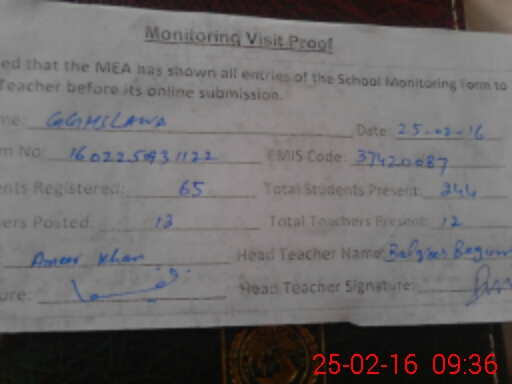 Monitoring Visit Proof
ed that the MEA has shown all entries of the School Monitoring Form to
Teacher before its online submission.
me: GGHS LAWA Date: 25-02-16
m No: EMIS Code: 37420087
nts Registered: 65 Total Students Present: 244
ers Posted: 13 Total Teachers Present: 12
Ameer Khan Head Teacher Name: Begum
ure: Head Teacher Signature:
25-02-16 09:36